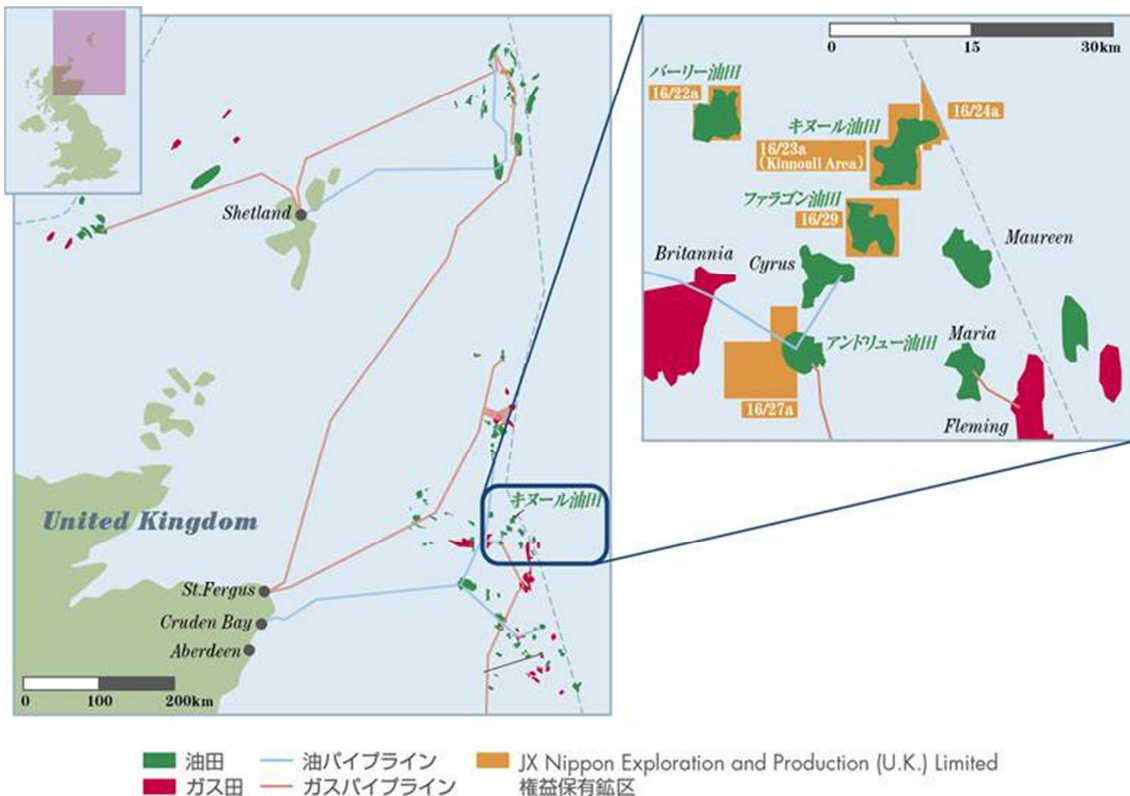 Shetland
キヌール油田
United Kingdom
St.Fergus
Cruden Bay
Aberdeen
0 100 200km
0 15 30km
バーリー油田
16/22a
16/24a
キヌール油田
16/23a
(Kinnoull Area)
ファラゴン油田
16/29
Britannia
Cyrus
Maureen
アンドリュー油田
Maria
16/27a
Fleming
油田 油パイプライン JX Nippon Exploration and Production (U.K.) Limited
ガス田 ガスパイプライン 権益保有鉱区